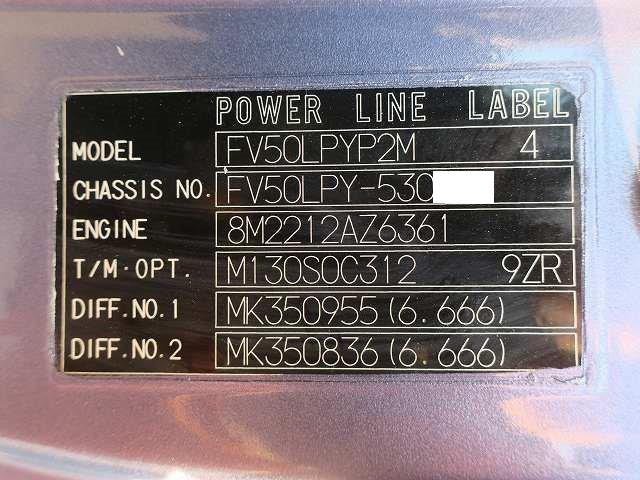 POWER LINE LABEL
MODEL FV50LPYP2M 4
CHASSIS NO. FV50LPY-530
ENGINE 8M2212AZ6361
T/M·OPT. M130S0C312 9ZR
DIFF.NO.1 MK350955(6.666)
DIFF.NO.2 MK350836(6.666)